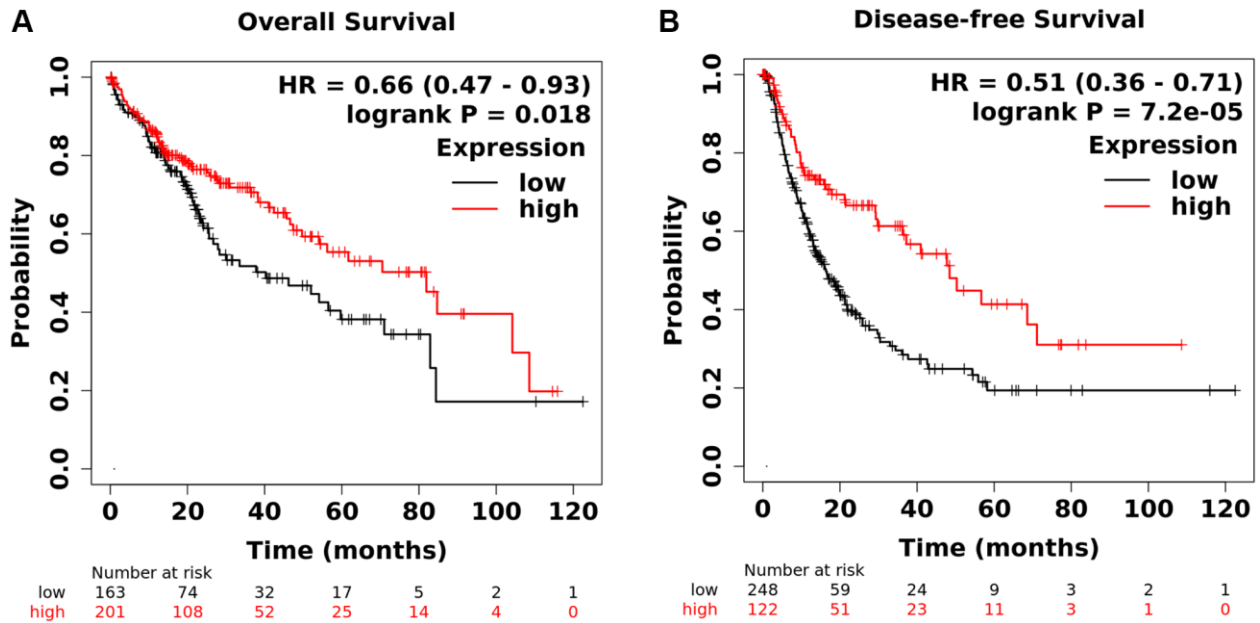 A
Overall Survival
HR = 0.66 (0.47 - 0.93)
logrank P = 0.018
Expression
low
high
Probability
0.0 0.2 0.4 0.6 0.8 1.0
0 20 40 60 80 100 120
Time (months)
Number at risk
low 163 74 32 17 5 2 1
high 201 108 52 25 14 4 0
B
Disease-free Survival
HR = 0.51 (0.36 - 0.71)
logrank P = 7.2e-05
Expression
low
high
Probability
0.0 0.2 0.4 0.6 0.8 1.0
0 20 40 60 80 100 120
Time (months)
Number at risk
low 248 59 24 9 3 2 1
high 122 51 23 11 3 1 0